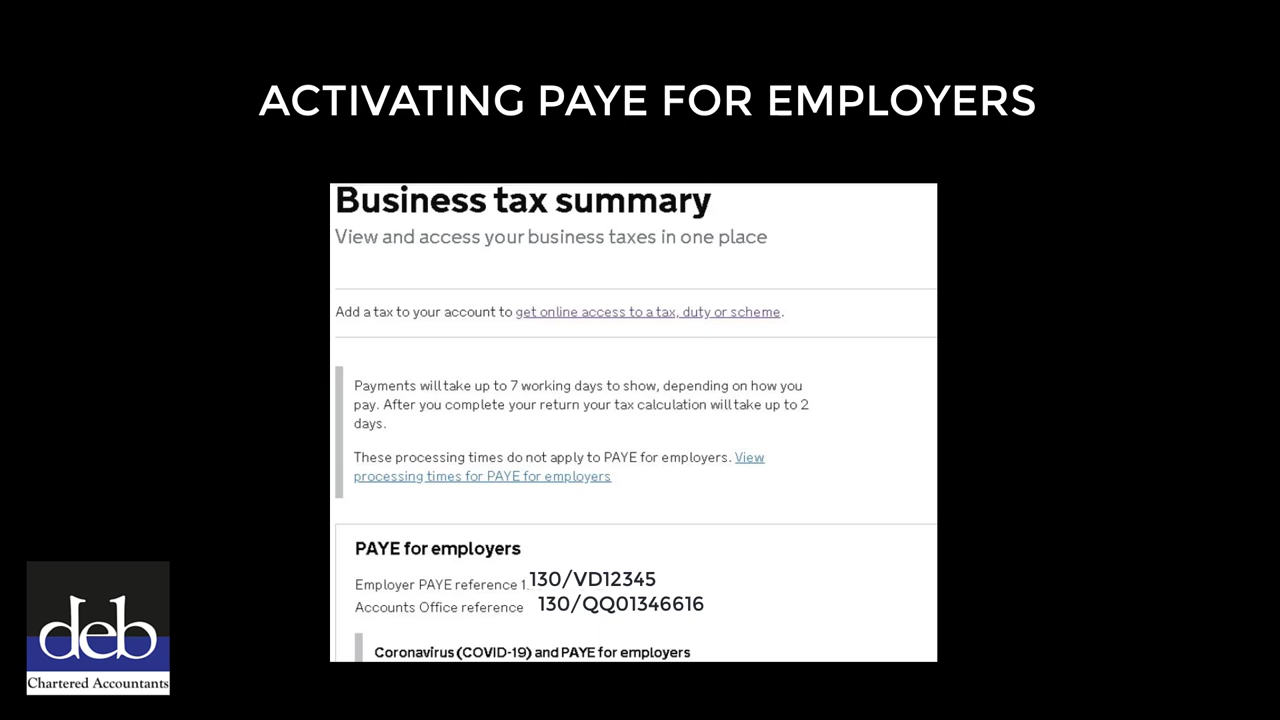 ACTIVATING PAYE FOR EMPLOYERS
Business tax summary
View and access your business taxes in one place
Add a tax to your account to get online access to a tax, duty or scheme.
Payments will take up to 7 working days to show, depending on how you
pay. After you complete your return your tax calculation will take up to 2
days.
These processing times do not apply to PAYE for employers. View
processing times for PAYE for employers
PAYE for employers
Employer PAYE reference 1. 130/VD12345
Accounts Office reference 130/QQ01346616
Coronavirus (COVID-19) and PAYE for employers
deb
Chartered Accountants